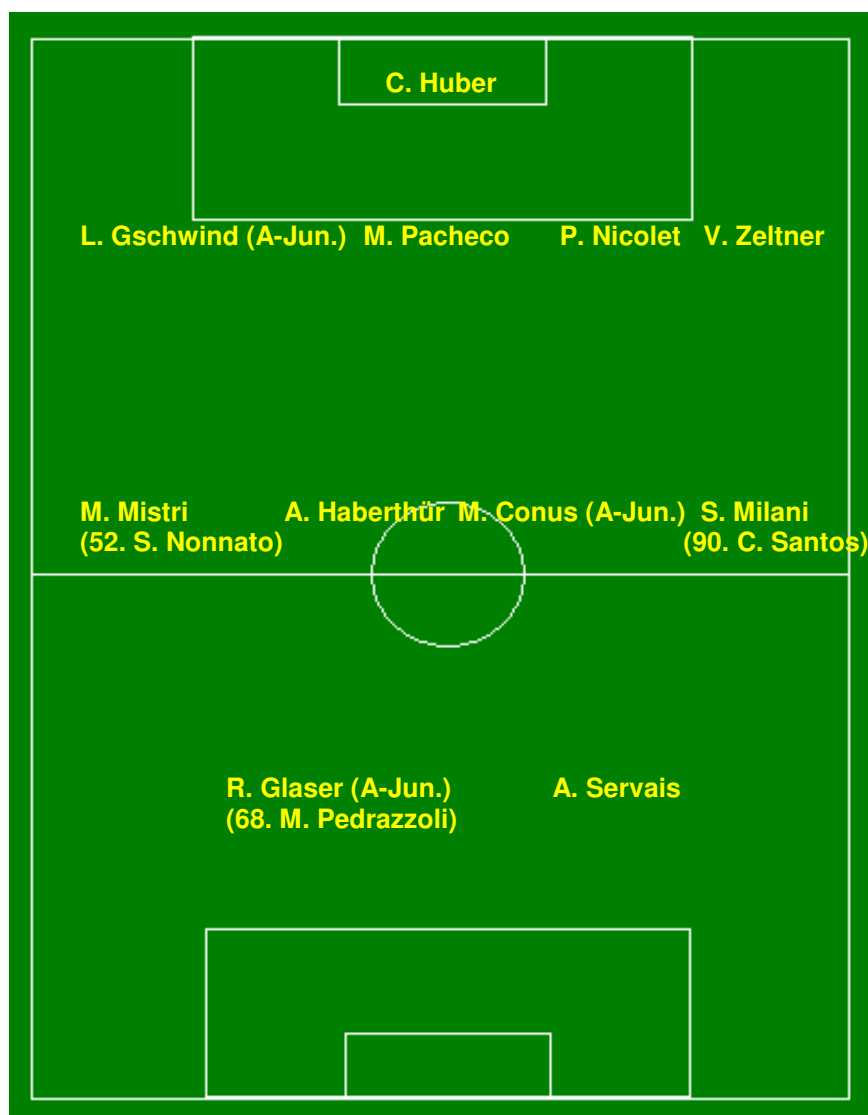 C. Huber
L. Gschwind (A-Jun.) M. Pacheco P. Nicolet V. Zeltner
M. Mistri A. Haberthür M. Conus (A-Jun.) S. Milani
(52. S. Nonnato) (90. C. Santos)
R. Glaser (A-Jun.) A. Servais
(68. M. Pedrazzoli)